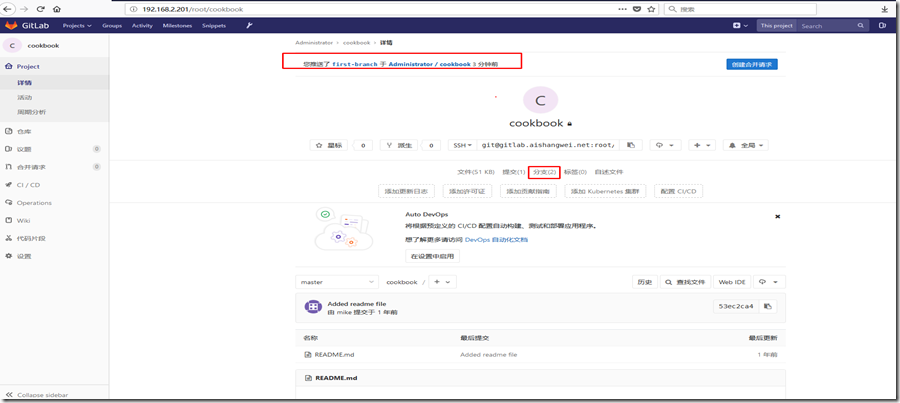 192.168.2.201/root/cookbook
搜索
GitLab Projects Groups Activity Milestones Snippets
This project Search
C cookbook
Project
详情
活动
周期分析
仓库
议题 0
合并请求 0
CI / CD
Operations
Wiki
代码片段
设置
Collapse sidebar
Administrator > cookbook > 详情
您推送了 first-branch 于 Administrator / cookbook 3 分钟前
创建合并请求
C
cookbook
星标 0 派生 0 SSH git@gitlab.aishangwei.net:root/ + 全局
文件(51 KB) 提交(1) 分支(2) 标签(0) 自述文件
添加更新日志 添加许可证 添加贡献指南 添加 Kubernetes 集群 配置 CI/CD
Auto DevOps
将根据预定义的 CI/CD 配置自动构建、测试和部署应用程序。
想了解更多请访问 DevOps 自动化文档
在设置中启用
master cookbook / +
历史 查找文件 Web IDE
Added readme file
由 mike 提交于 1 年前
53ec2ca4
名称 最后提交 最后更新
README.md Added readme file 1 年前
README.md